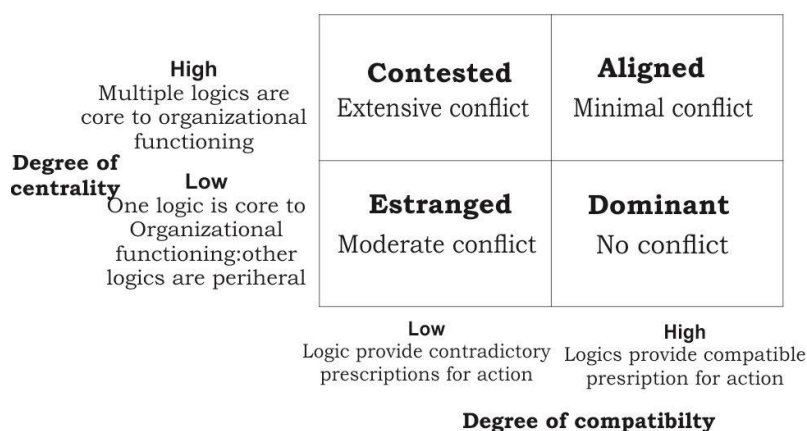 High
Multiple logics are
core to organizational
functioning
Degree of
centrality
Low
One logic is core to
Organizational
functioning:other
logics are periheral
Contested
Extensive conflict
Aligned
Minimal conflict
Estranged
Moderate conflict
Dominant
No conflict
Low
Logic provide contradictory
prescriptions for action
High
Logics provide compatible
presription for action
Degree of compatibilty